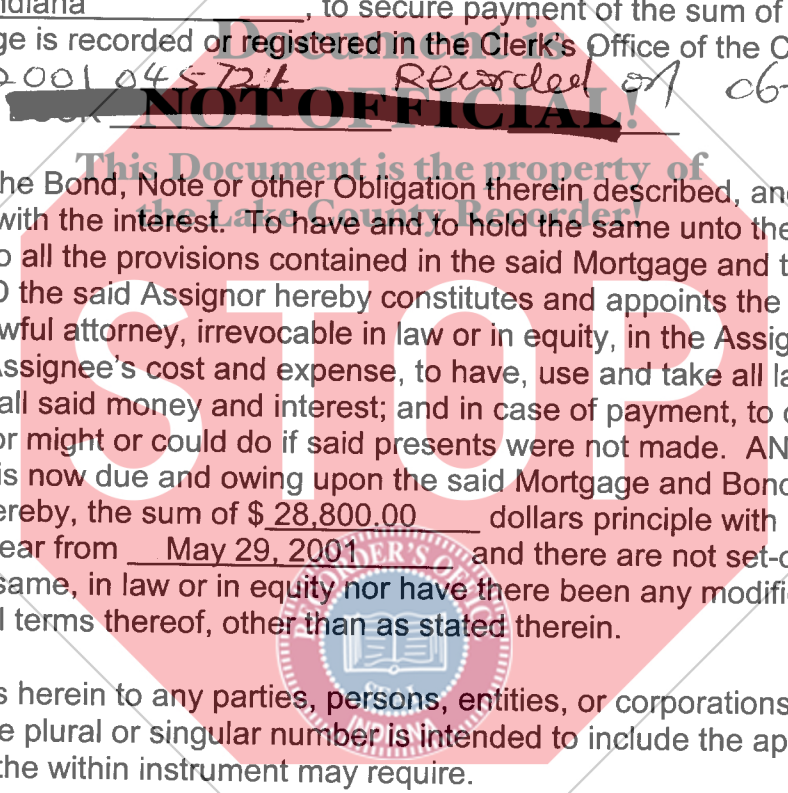 ndiana , to secure payment of the sum of
ge is recorded or registered in the Clerk's Office of the C
Document is
2001 045724 Recorded on 06-
NOT OFFICIAL!
This Document is the property of
he Bond, Note or other Obligation therein described, and
the Lake County Recorder!
with the interest. To have and to hold the same unto the
o all the provisions contained in the said Mortgage and t
O the said Assignor hereby constitutes and appoints the
wful attorney, irrevocable in law or in equity, in the Assig
Assignee's cost and expense, to have, use and take all la
all said money and interest; and in case of payment, to d
or might or could do if said presents were not made. AN
STOP
is now due and owing upon the said Mortgage and Bond
ereby, the sum of $ 28,800.00 dollars principle with
ear from May 29, 2001 and there are not set-o
same, in law or in equity nor have there been any modifi
l terms thereof, other than as stated therein.
RECORDER'S OFFICE
SEAL
INDIANA
s herein to any parties, persons, entities, or corporations
e plural or singular number is intended to include the ap
the within instrument may require.